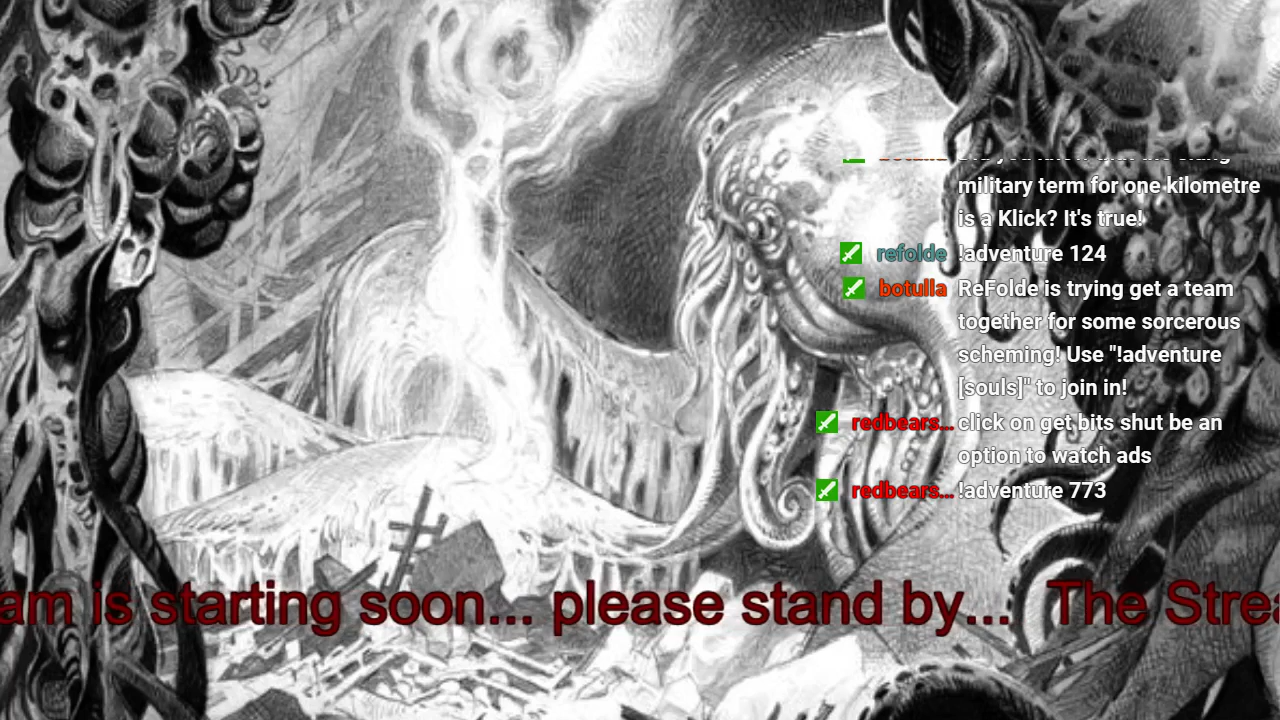 military term for one kilometre
is a Klick? It's true!
refolde !adventure 124
botulla ReFolde is trying get a team
together for some sorcerous
scheming! Use "!adventure
[souls]" to join in!
redbears... click on get bits shut be an
option to watch ads
redbears... !adventure 773
am is starting soon... please stand by... The Strea